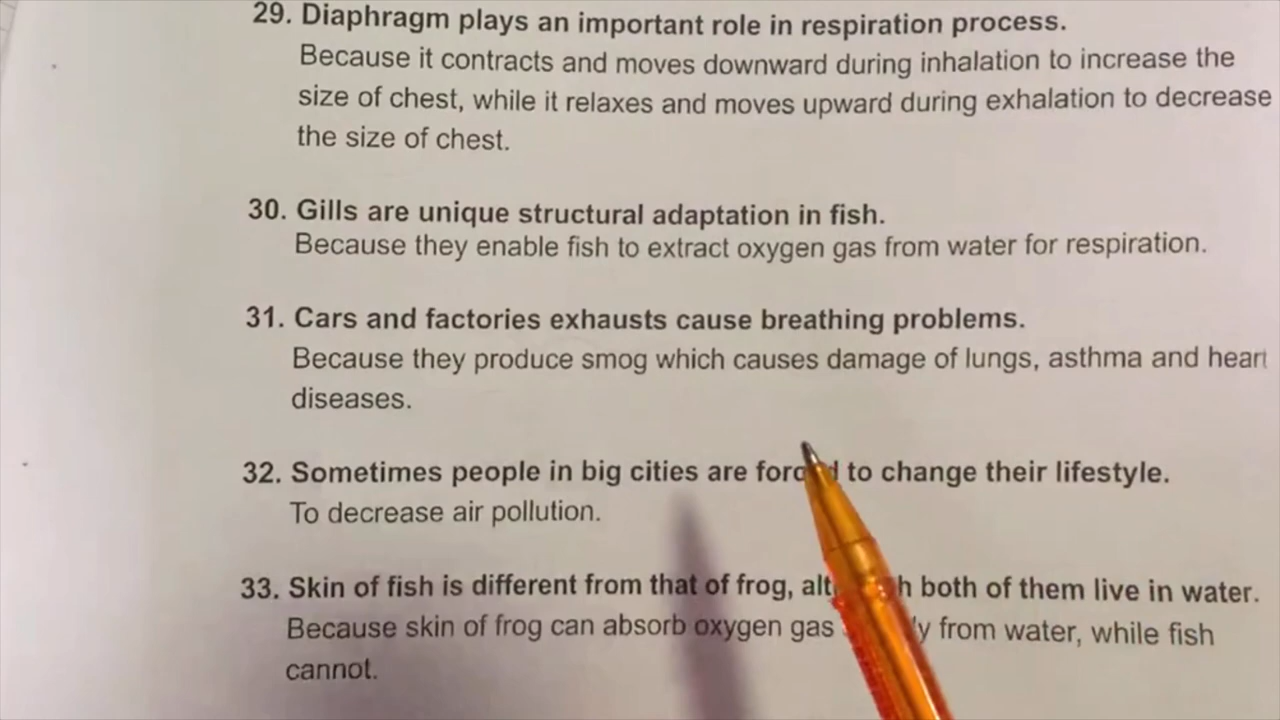 29. Diaphragm plays an important role in respiration process.
Because it contracts and moves downward during inhalation to increase the
size of chest, while it relaxes and moves upward during exhalation to decrease
the size of chest.
30. Gills are unique structural adaptation in fish.
Because they enable fish to extract oxygen gas from water for respiration.
31. Cars and factories exhausts cause breathing problems.
Because they produce smog which causes damage of lungs, asthma and heart
diseases.
32. Sometimes people in big cities are forced to change their lifestyle.
To decrease air pollution.
33. Skin of fish is different from that of frog, although both of them live in water.
Because skin of frog can absorb oxygen gas from water, while fish
cannot.